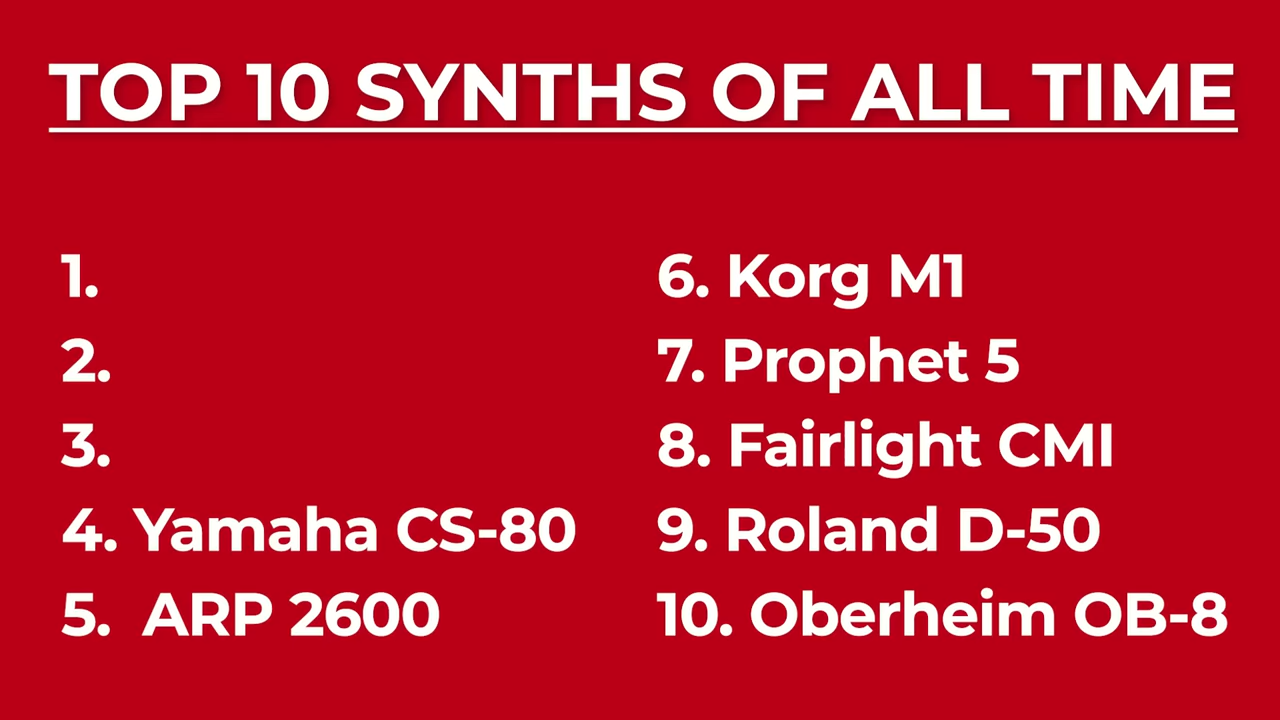 TOP 10 SYNTHS OF ALL TIME
1.
2.
3.
4. Yamaha CS-80
5. ARP 2600
6. Korg M1
7. Prophet 5
8. Fairlight CMI
9. Roland D-50
10. Oberheim OB-8